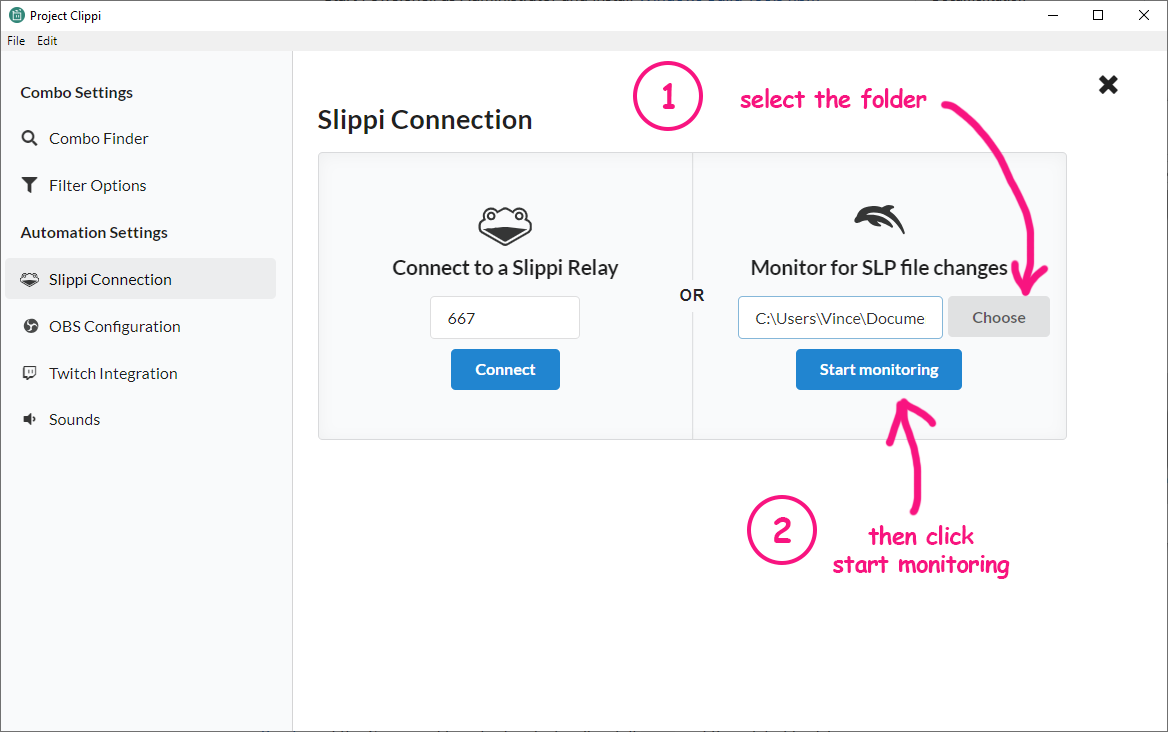 Project Clippi
File Edit
Combo Settings
Combo Finder
Filter Options
Automation Settings
Slippi Connection
OBS Configuration
Twitch Integration
Sounds
1 select the folder
Slippi Connection
Connect to a Slippi Relay
667
Connect
OR
Monitor for SLP file changes
C:\Users\Vince\Docume
Choose
Start monitoring
2 then click
start monitoring